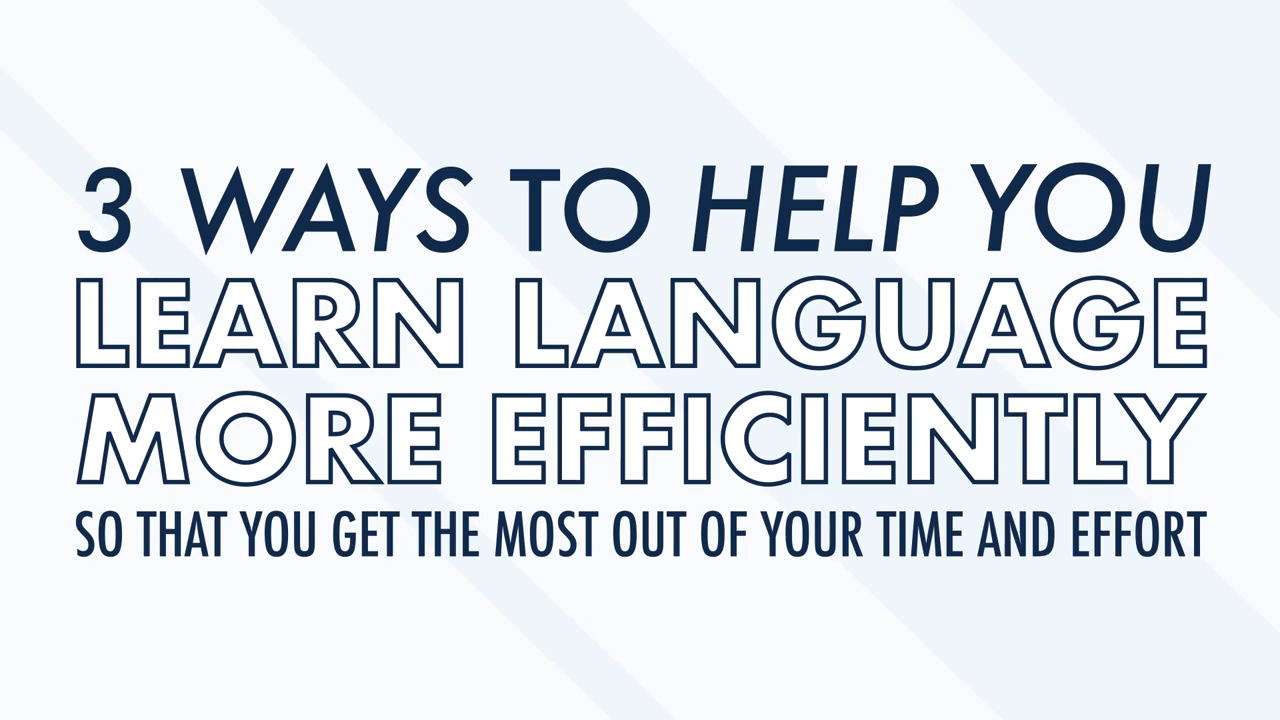 3 WAYS TO HELP YOU
LEARN LANGUAGE
MORE EFFICIENTLY
SO THAT YOU GET THE MOST OUT OF YOUR TIME AND EFFORT